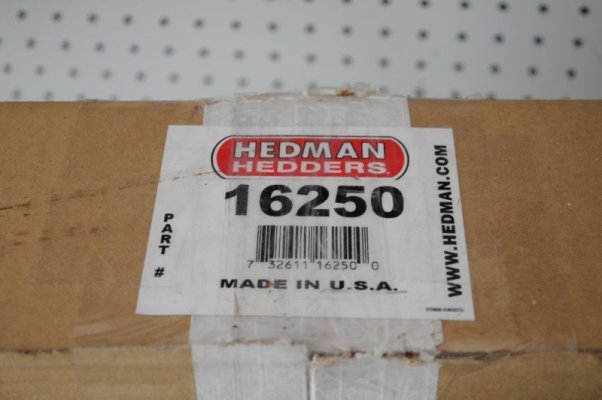 HEDMAN
HEDDERS
16250
PART #
7 32611 16250 0
MADE IN U.S.A.
WWW.HEDMAN.COM